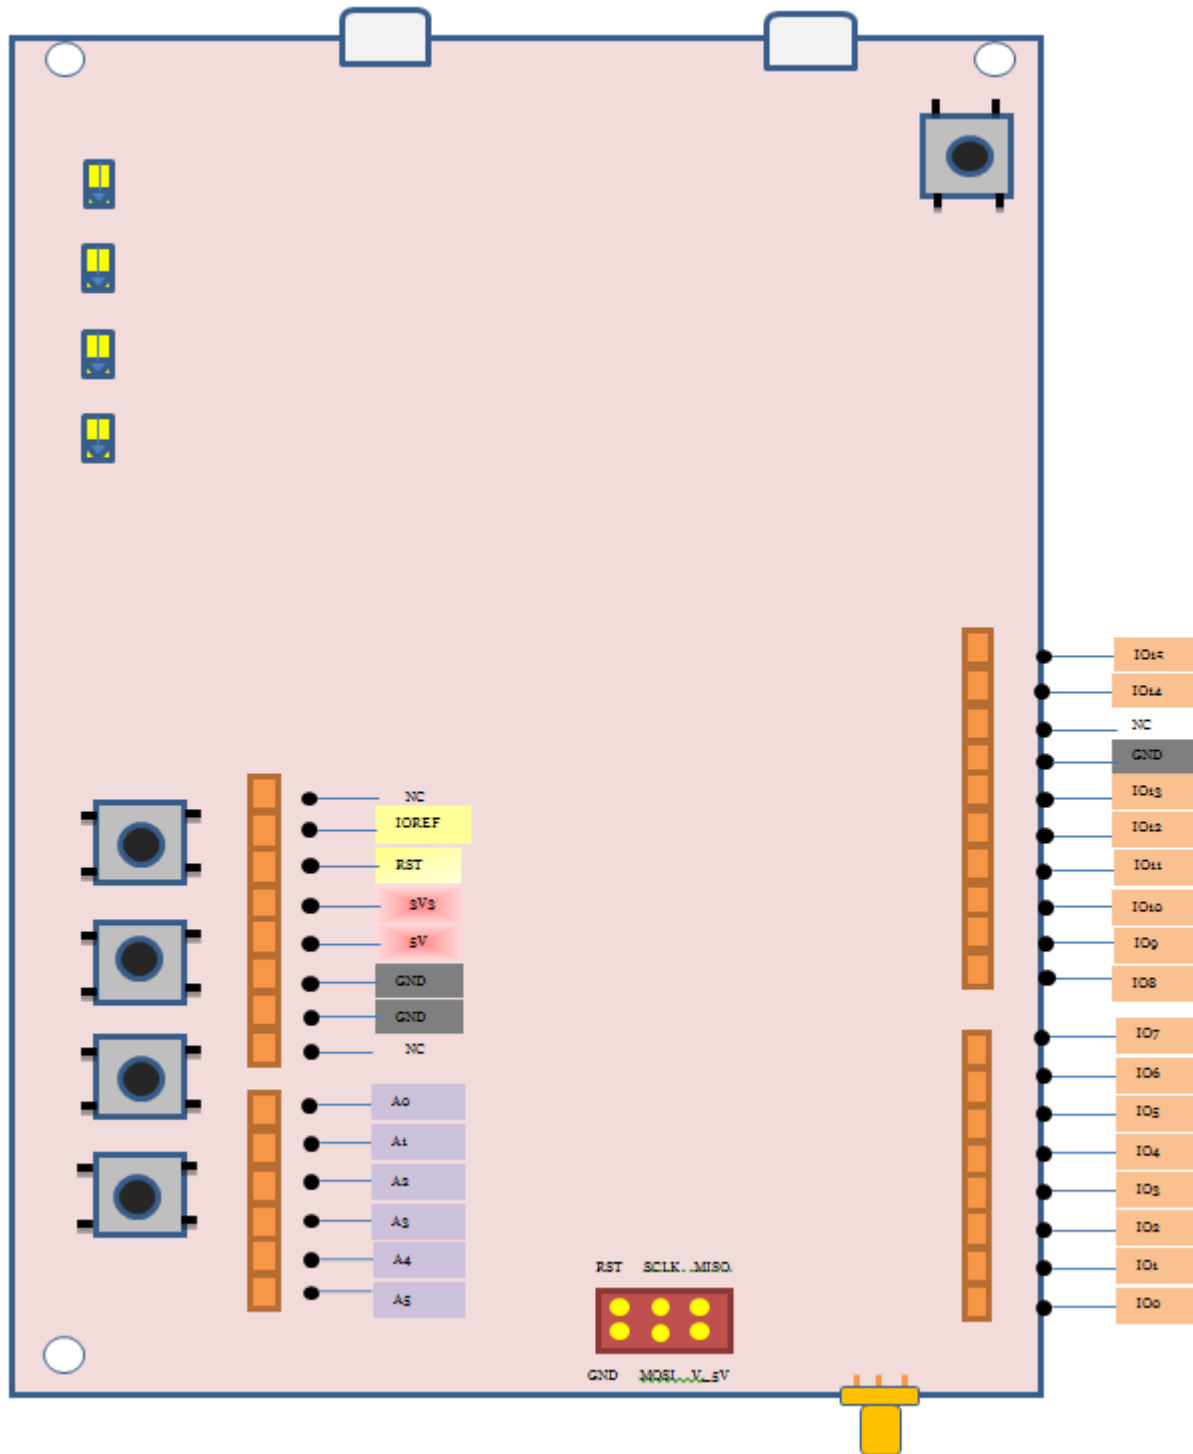 IO15
IO14
NC
GND
IO13
IO12
IO11
IO10
IO9
IO8
IO7
IO6
IO5
IO4
IO3
IO2
IO1
IO0
NC
IOREF
RST
3V3
5V
GND
GND
NC
A0
A1
A2
A3
A4
A5
RST SCLK MISO
GND MOSI V_5V